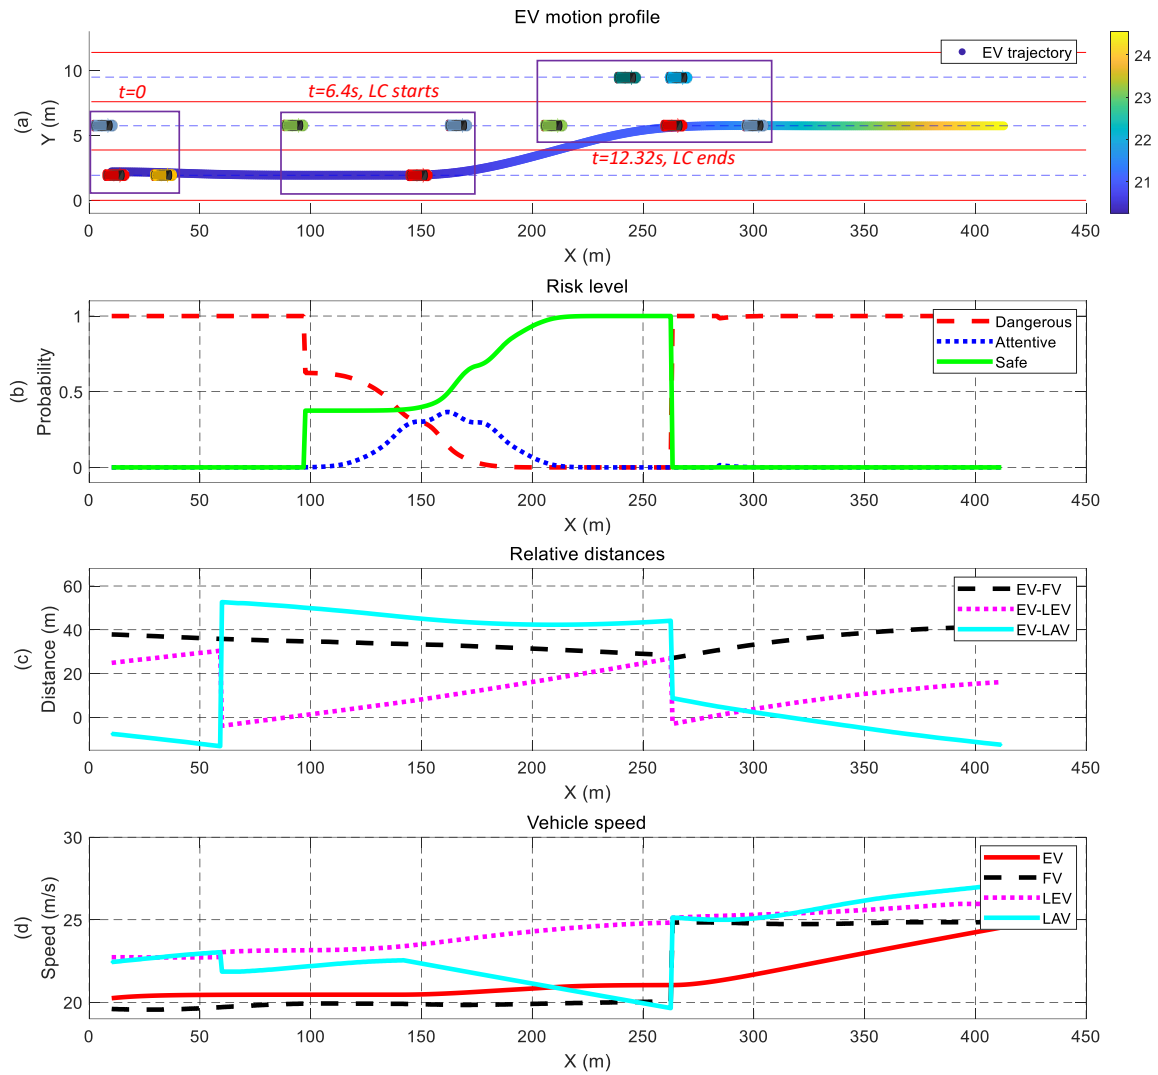 EV motion profile
EV trajectory
t=0
t=6.4s, LC starts
t=12.32s, LC ends
(a)
Y (m)
10
5
0
0 50 100 150 200 250 300 350 400 450
X (m)
24
23
22
21
Risk level
Dangerous
Attentive
Safe
(b)
Probability
1
0.5
0
0 50 100 150 200 250 300 350 400 450
X (m)
Relative distances
EV-FV
EV-LEV
EV-LAV
(c)
Distance (m)
60
40
20
0
0 50 100 150 200 250 300 350 400 450
X (m)
Vehicle speed
EV
FV
LEV
LAV
(d)
Speed (m/s)
30
25
20
0 50 100 150 200 250 300 350 400 450
X (m)